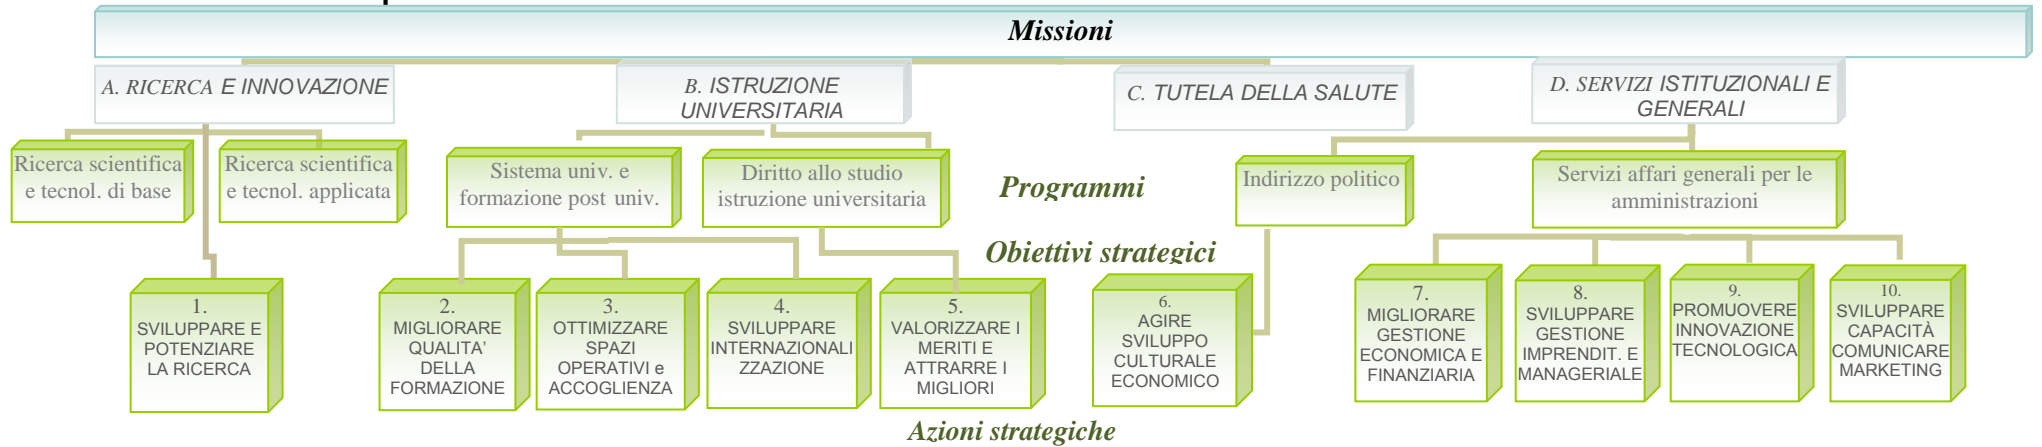 Missioni
A. RICERCA E INNOVAZIONE
B. ISTRUZIONE
UNIVERSITARIA
C. TUTELA DELLA SALUTE
D. SERVIZI ISTITUZIONALI E
GENERALI
Ricerca scientifica
e tecnol. di base
Ricerca scientifica
e tecnol. applicata
Sistema univ. e
formazione post univ.
Diritto allo studio
istruzione universitaria
Programmi
Indirizzo politico
Servizi affari generali per le
amministrazioni
Obiettivi strategici
1.
SVILUPPARE E
POTENZIARE
LA RICERCA
2.
MIGLIORARE
QUALITA'
DELLA
FORMAZIONE
3.
OTTIMIZZARE
SPAZI
OPERATIVI e
ACCOGLIENZA
4.
SVILUPPARE
INTERNAZIONALI
ZZAZIONE
5.
VALORIZZARE I
MERITI E
ATTRARRE I
MIGLIORI
6.
AGIRE
SVILUPPO
CULTURALE
ECONOMICO
7.
MIGLIORARE
GESTIONE
ECONOMICA E
FINANZIARIA
8.
SVILUPPARE
GESTIONE
IMPRENDIT. E
MANAGERIALE
9.
PROMUOVERE
INNOVAZIONE
TECNOLOGICA
10.
SVILUPPARE
CAPACITÀ
COMUNICARE
MARKETING
Azioni strategiche